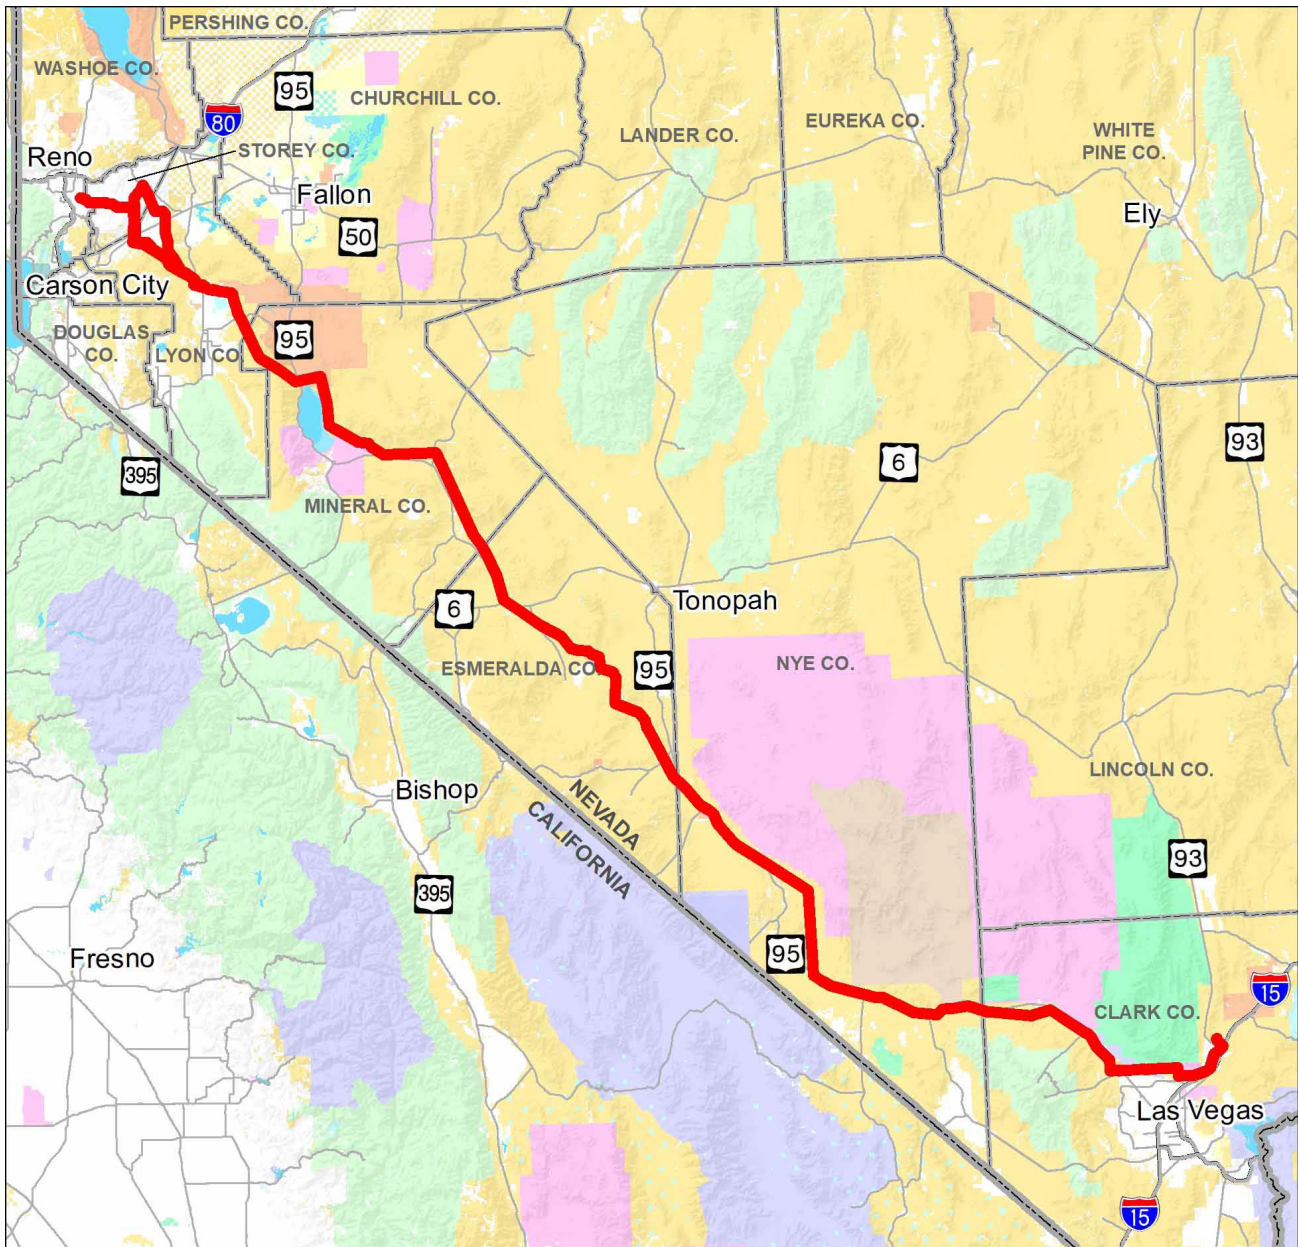 PERSHING CO.
WASHOE CO.
95
CHURCHILL CO.
80
LANDER CO.
EUREKA CO.
WHITE
PINE CO.
Reno
STOREY CO.
Fallon
Ely
50
Carson City
DOUGLAS
CO.
LYON CO.
95
395
6
93
MINERAL CO.
6
Tonopah
ESMERALDA CO.
95
NYE CO.
LINCOLN CO.
Bishop
NEVADA
CALIFORNIA
395
93
Fresno
95
15
CLARK CO.
Las Vegas
15